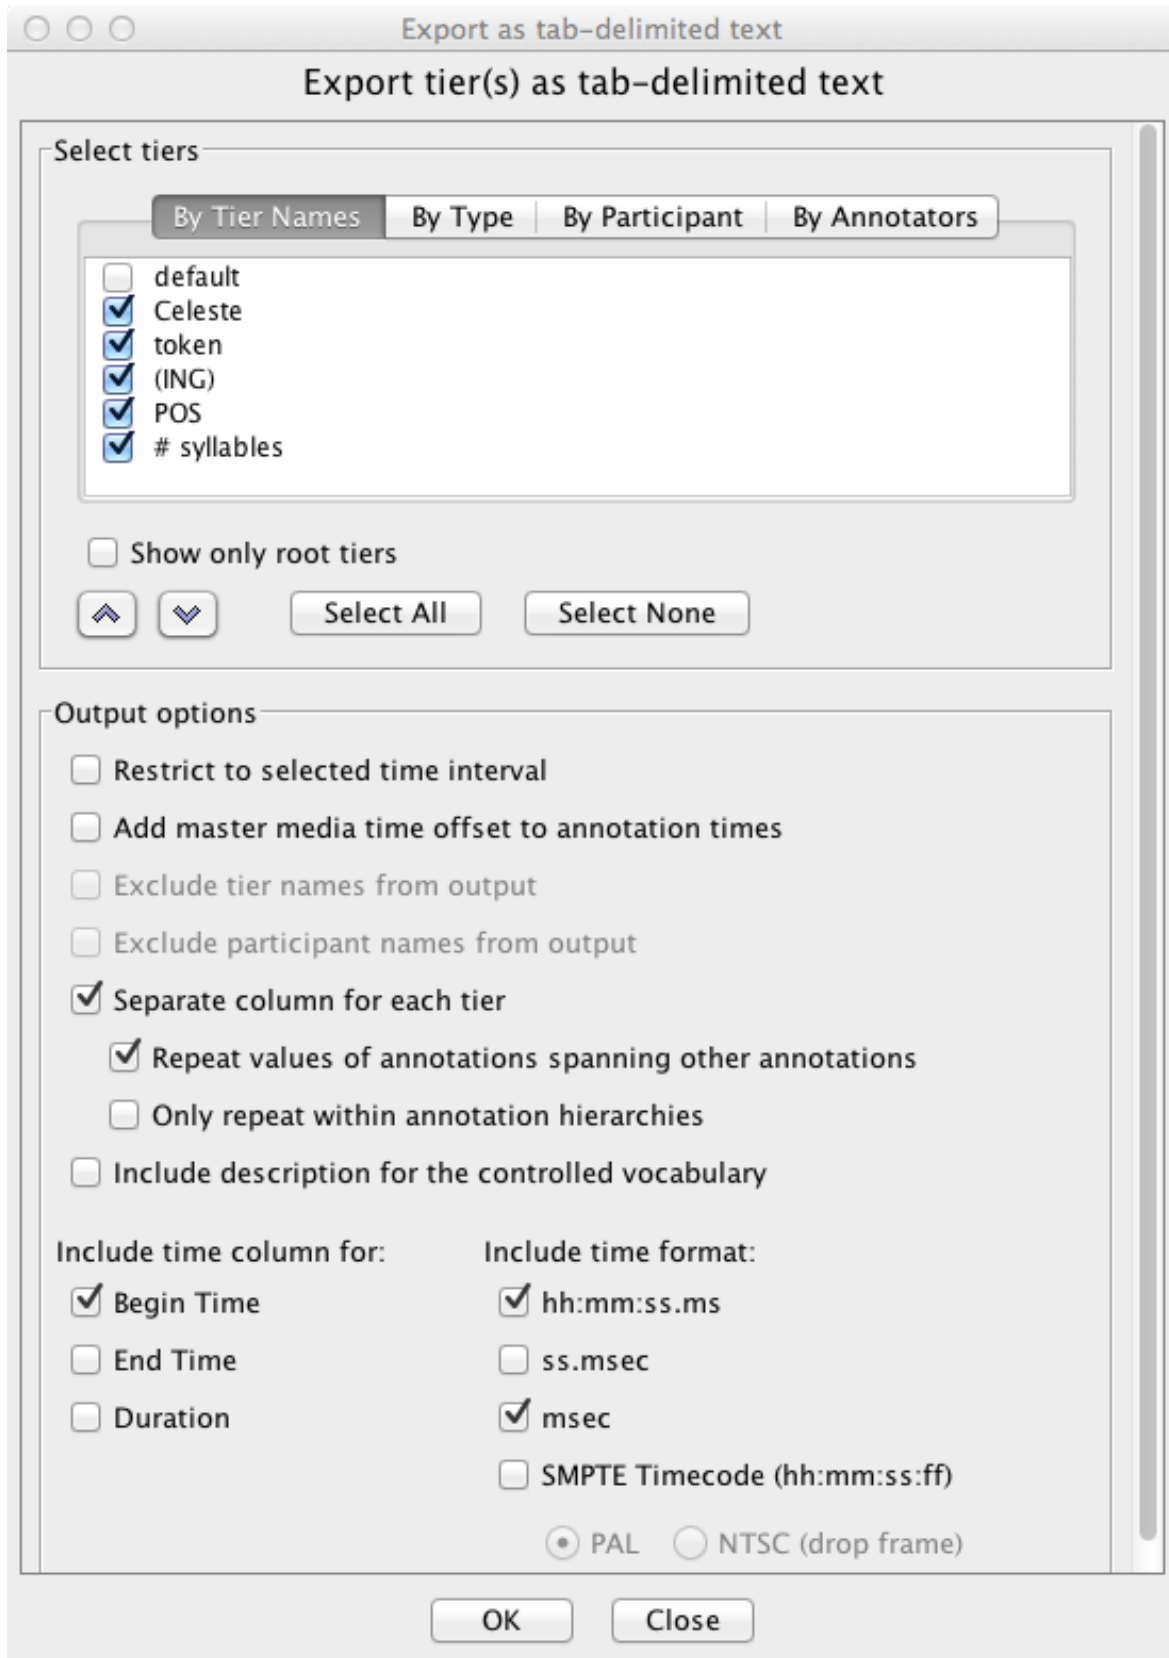 Export as tab-delimited text
Export tier(s) as tab-delimited text
Select tiers
By Tier Names By Type By Participant By Annotators
default
Celeste
token
(ING)
POS
# syllables
Show only root tiers
Select All Select None
Output options
Restrict to selected time interval
Add master media time offset to annotation times
Exclude tier names from output
Exclude participant names from output
Separate column for each tier
Repeat values of annotations spanning other annotations
Only repeat within annotation hierarchies
Include description for the controlled vocabulary
Include time column for: Include time format:
Begin Time hh:mm:ss.ms
End Time ss.msec
Duration msec
SMPTE Timecode (hh:mm:ss:ff)
PAL NTSC (drop frame)
OK Close